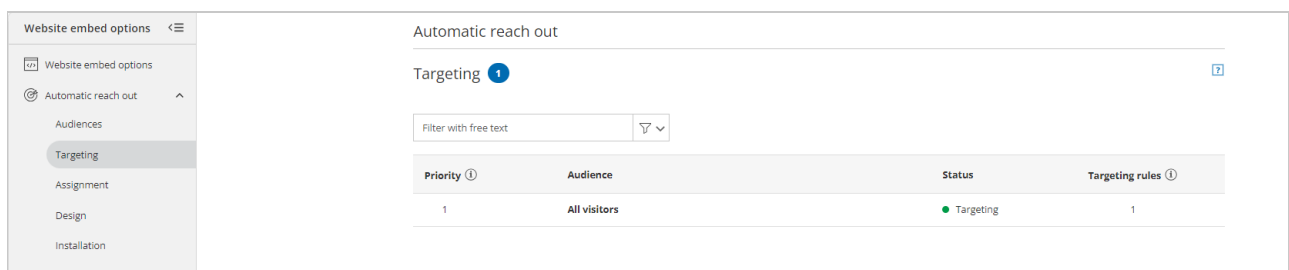 Website embed options
Website embed options
Automatic reach out
Audiences
Targeting
Assignment
Design
Installation
Automatic reach out
Targeting 1
Filter with free text
Priority Audience Status Targeting rules
1 All visitors Targeting 1